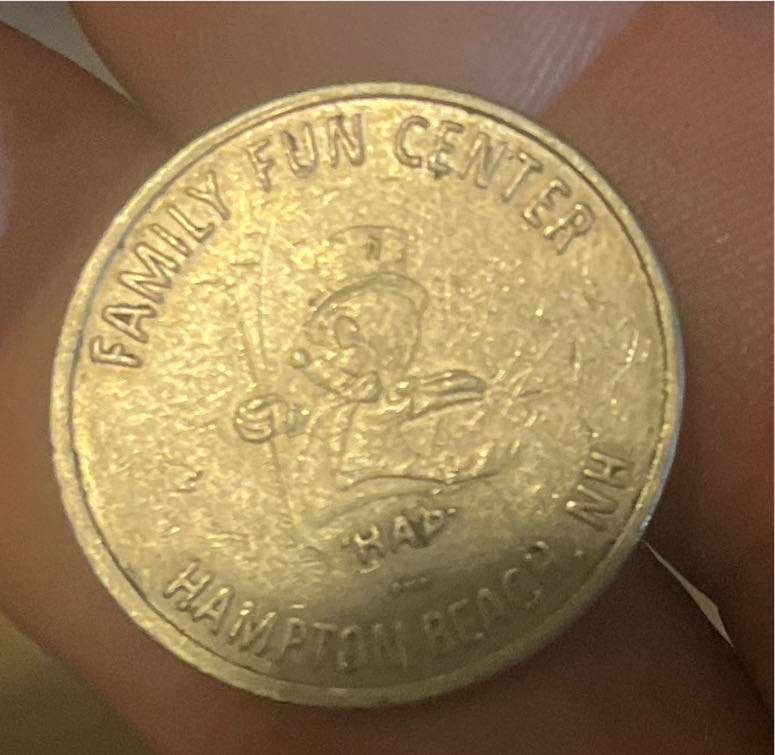 FAMILY FUN CENTER
"HAP"
HAMPTON BEACH, NH